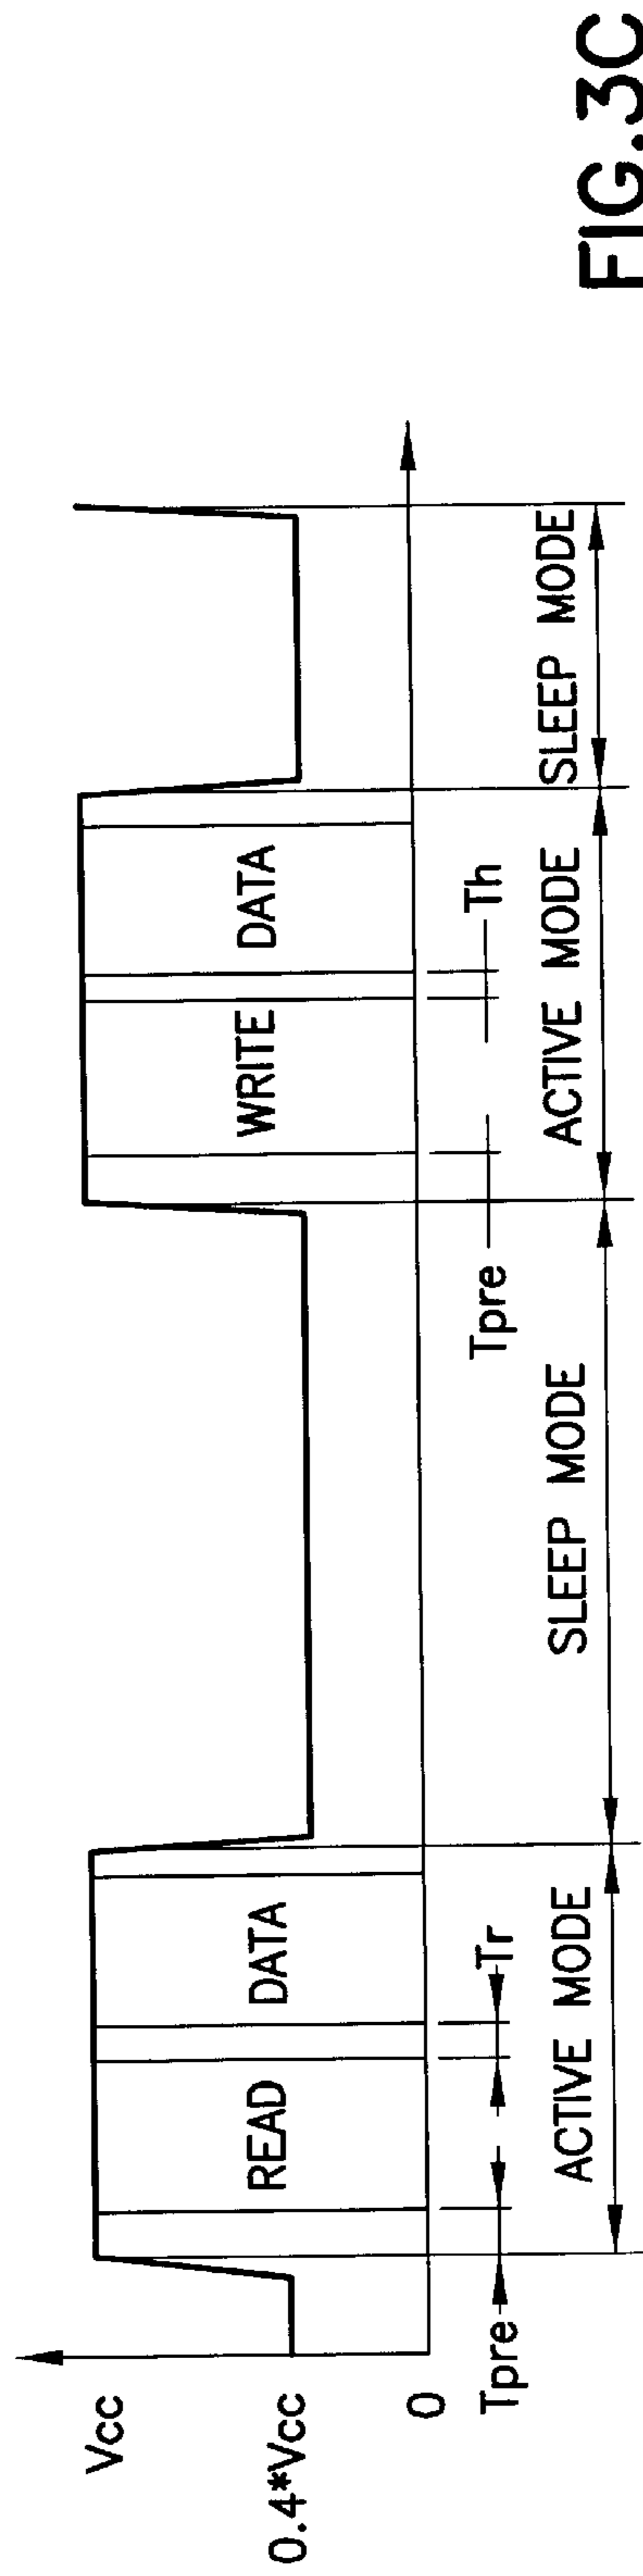 Vcc
0.4*Vcc
0
READ
DATA
WRITE
DATA
Tpre
Tr
Tpre
Th
ACTIVE MODE
SLEEP MODE
ACTIVE MODE
SLEEP MODE
FIG.3C